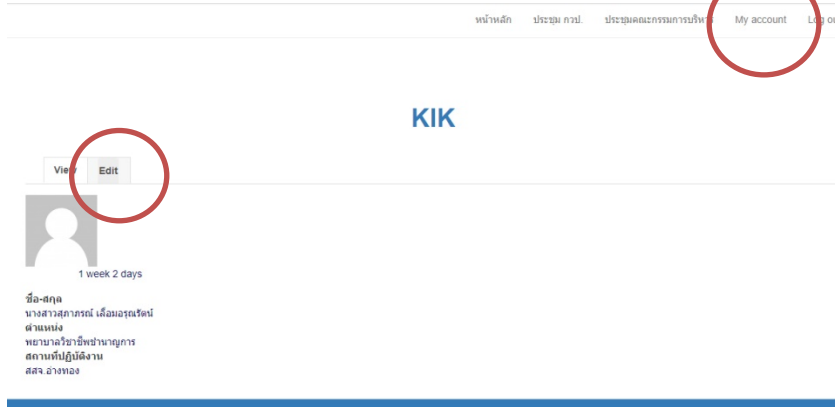 หน้าหลัก ประชุม กวป. ประชุมคณะกรรมการบริหาร My account Log
KIK
View Edit
1 week 2 days
ชื่อ-สกุล
นางสาวสุภาภรณ์ เลื่อมอรุณรัตน์
ตำแหน่ง
พยาบาลวิชาชีพชำนาญการ
สถานที่ปฏิบัติงาน
สสจ.อ่างทอง